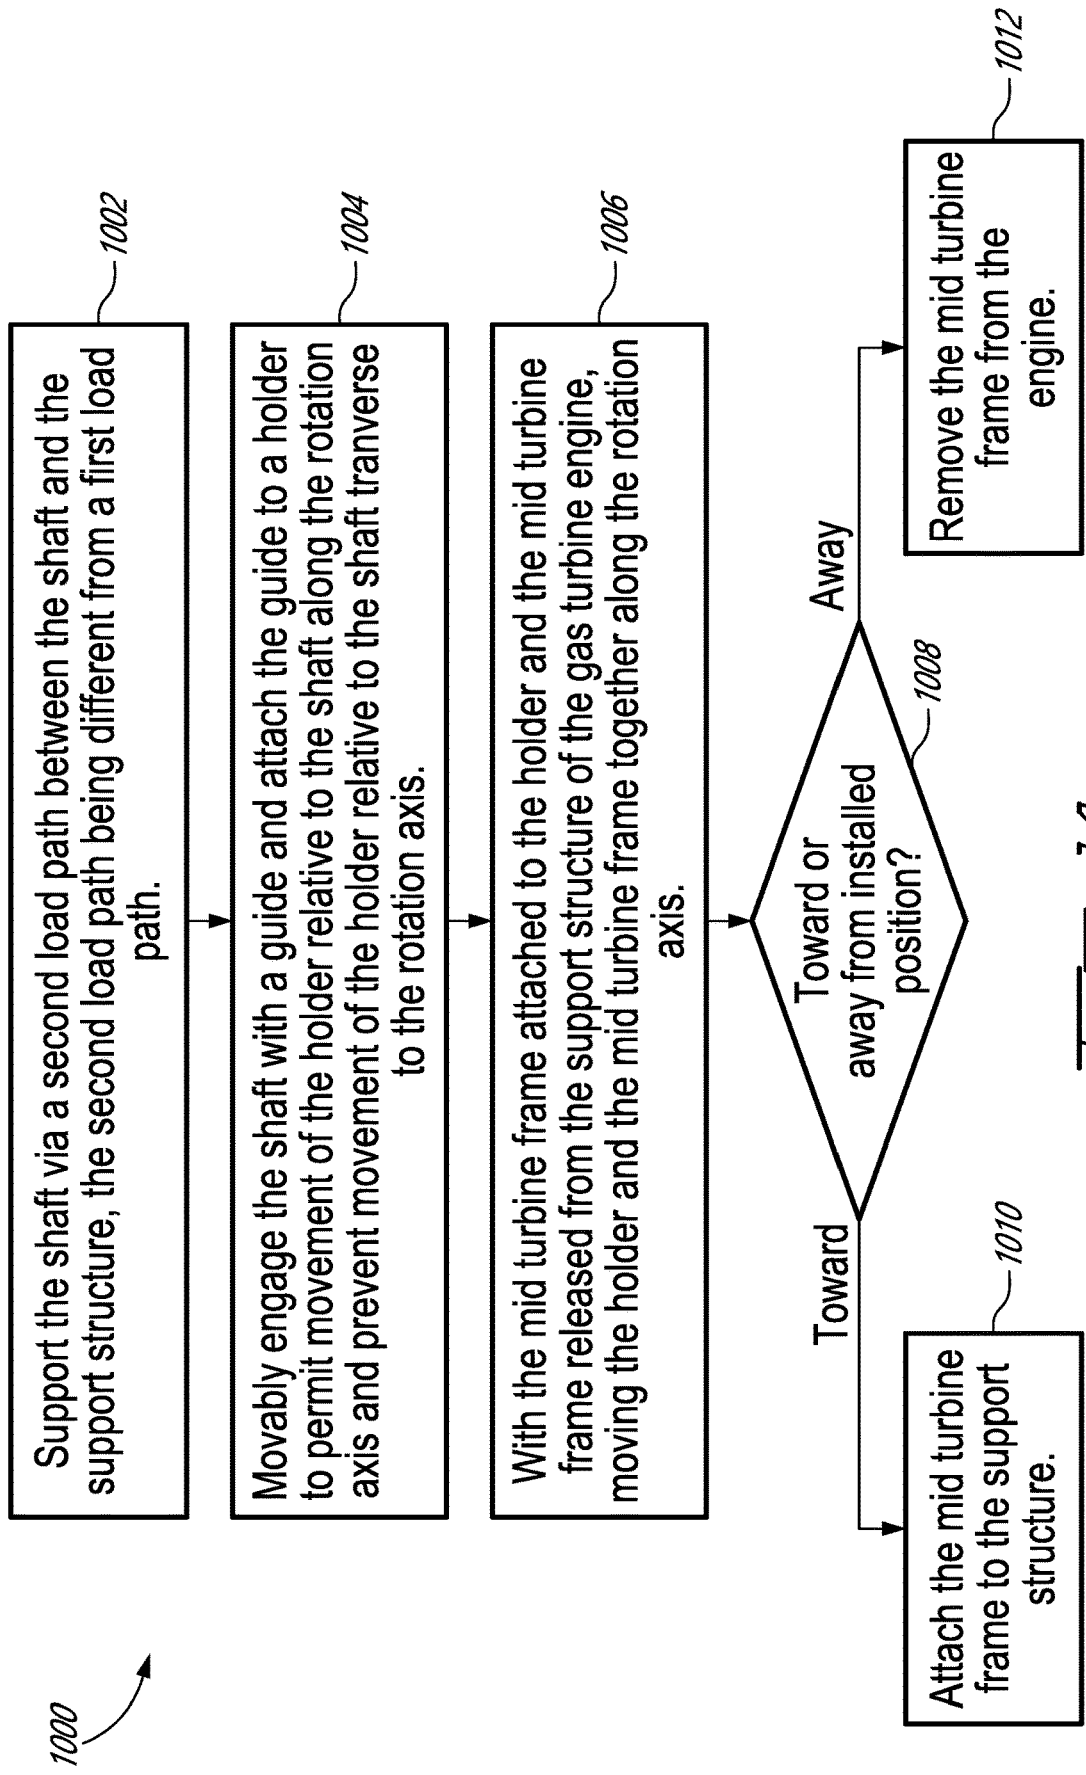 1000
Support the shaft via a second load path between the shaft and the
support structure, the second load path being different from a first load
path.
1002
Movably engage the shaft with a guide and attach the guide to a holder
to permit movement of the holder relative to the shaft along the rotation
axis and prevent movement of the holder relative to the shaft tranverse
to the rotation axis.
1004
With the mid turbine frame attached to the holder and the mid turbine
frame released from the support structure of the gas turbine engine,
moving the holder and the mid turbine frame together along the rotation
axis.
1006
Toward or
away from installed
position?
1008
Toward
Away
Attach the mid turbine
frame to the support
structure.
1010
Remove the mid turbine
frame from the
engine.
1012